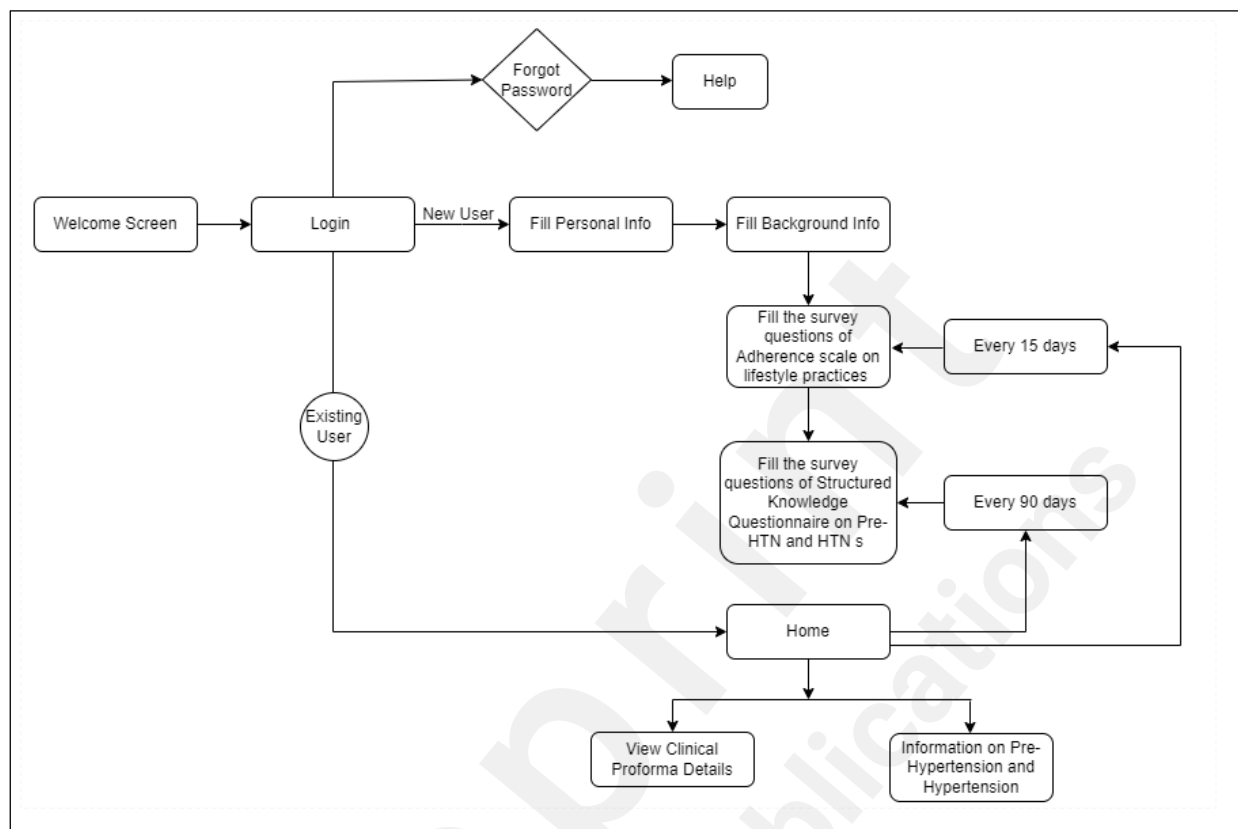 Forgot
Password
Help
Welcome Screen
Login
New User
Fill Personal Info
Fill Background Info
Fill the survey
questions of
Adherence scale on
lifestyle practices
Every 15 days
Existing
User
Fill the survey
questions of Structured
Knowledge
Questionnaire on Pre-
HTN and HTN s
Every 90 days
Home
View Clinical
Proforma Details
Information on Pre-
Hypertension and
Hypertension
print
blications